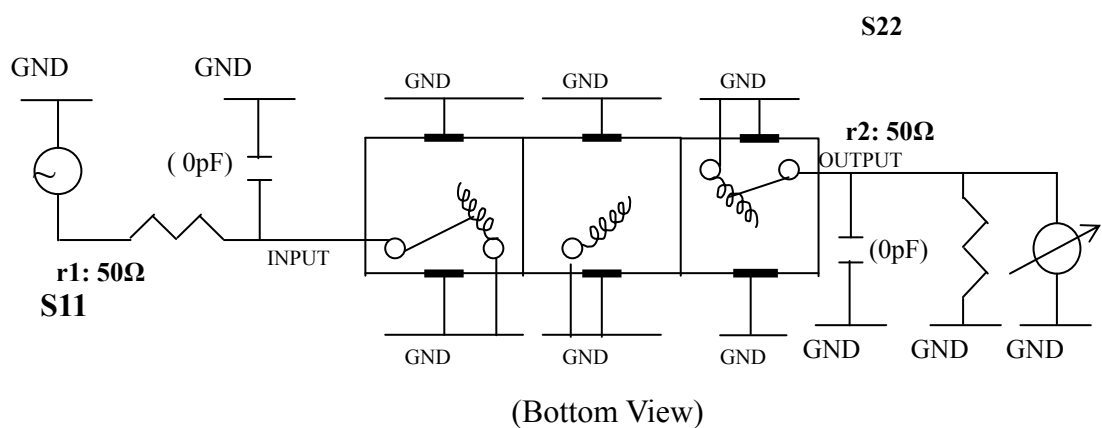 S22
GND
GND
GND
GND
GND
r2: 50Ω
( 0pF)
OUTPUT
INPUT
(0pF)
r1: 50Ω
S11
GND
GND
GND
GND
GND
GND
(Bottom View)